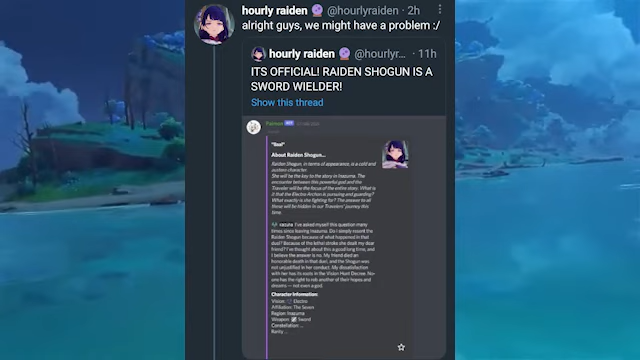 hourly raiden 🔮 @hourlyraiden · 2h
alright guys, we might have a problem :/
hourly raiden 🔮 @hourlyr... · 11h
ITS OFFICIAL! RAIDEN SHOGUN IS A
SWORD WIELDER!
Show this thread
Paimon BOT
"Duel"
About Raiden Shogun...
Raiden Shogun, in terms of appearance, is a cold and
austere character.
She will be the key to the story in Inazuma. The
encounter between this powerful god and the
Traveler will be the focus of the entire story. What is
it that the Electro Archon is pursuing and guarding?
What exactly is she fighting for? The answer to all
these will be hidden in our Travelers' journey this
time.
Kazuha: I've asked myself this question many
times since leaving Inazuma. Do I simply resent the
Raiden Shogun because of what happened in that
duel? Because of the lethal stroke she dealt my dear
friend? I've thought about this a good long time, and
I believe the answer is no. My friend died an
honorable death in that duel, and the Shogun was
not unjustified in her conduct. My dissatisfaction
with her has its roots in the Vision Hunt Decree. No-
one has the right to rob another of their hopes and
dreams — not even a god.
Character Information:
Vision: Electro
Affiliation: The Seven
Region: Inazuma
Weapon: Sword
Constellation: ...
Rarity: ...